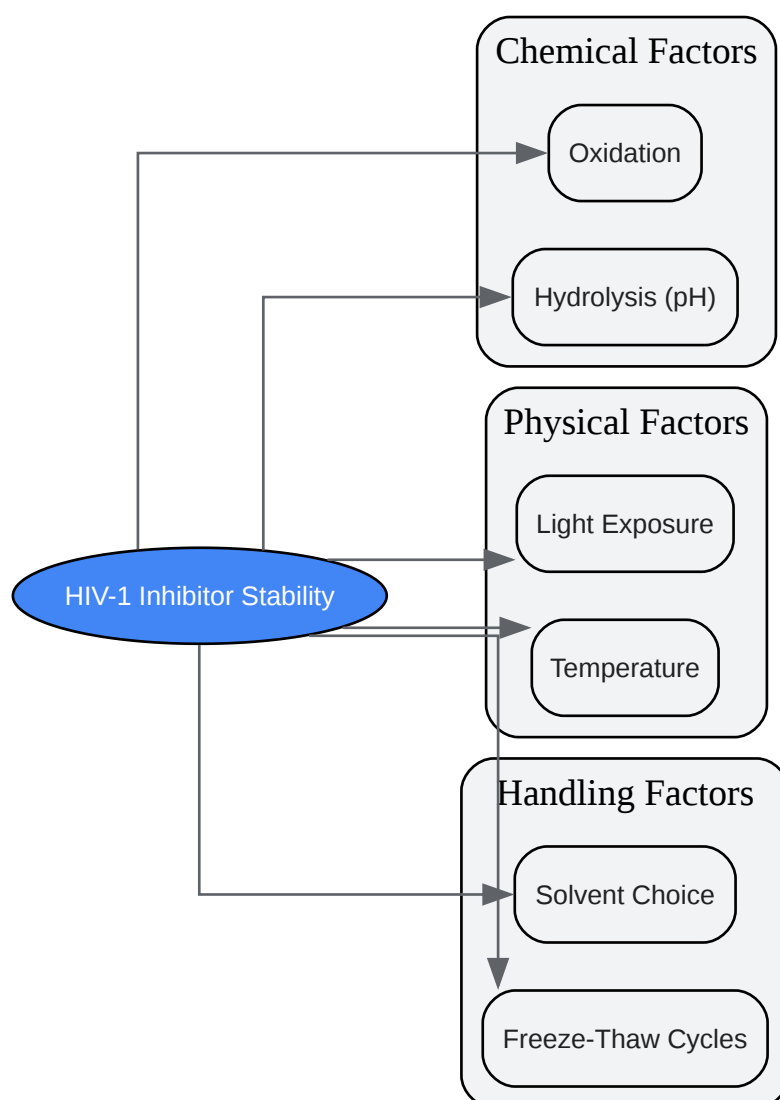 Chemical Factors
Oxidation
Hydrolysis (pH)
Physical Factors
Light Exposure
HIV-1 Inhibitor Stability
Temperature
Handling Factors
Solvent Choice
Freeze-Thaw Cycles